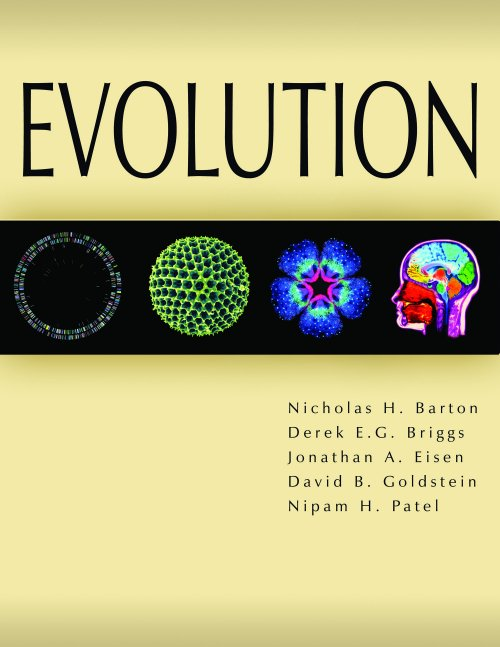 EVOLUTION
Nicholas H. Barton
Derek E.G. Briggs
Jonathan A. Eisen
David B. Goldstein
Nipam H. Patel